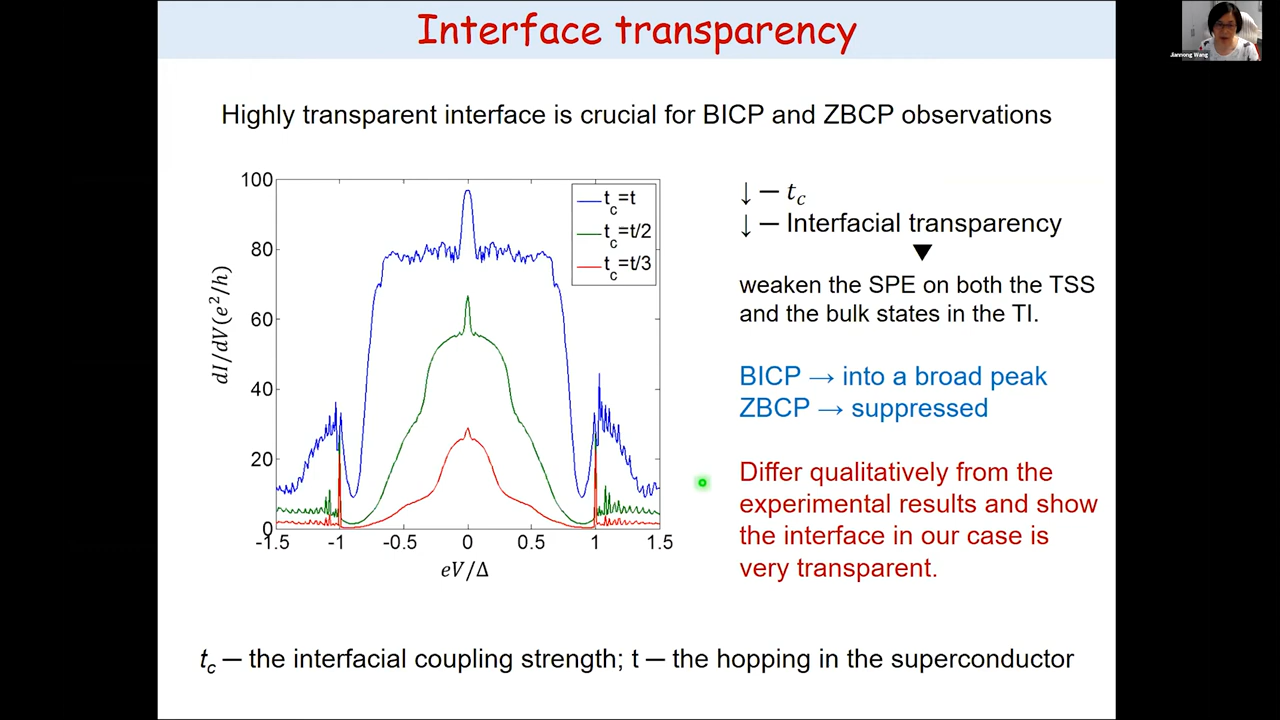 Interface transparency
Jiannong Wang
Highly transparent interface is crucial for BICP and ZBCP observations
100
80
60
40
20
0
-1.5
-1
-0.5
0
0.5
1
1.5
dI/dV(e²/h)
eV/Δ
t_c=t
t_c=t/2
t_c=t/3
↓ — t_c
↓ — Interfacial transparency
▼
weaken the SPE on both the TSS
and the bulk states in the TI.
BICP → into a broad peak
ZBCP → suppressed
Differ qualitatively from the
experimental results and show
the interface in our case is
very transparent.
t_c — the interfacial coupling strength; t — the hopping in the superconductor